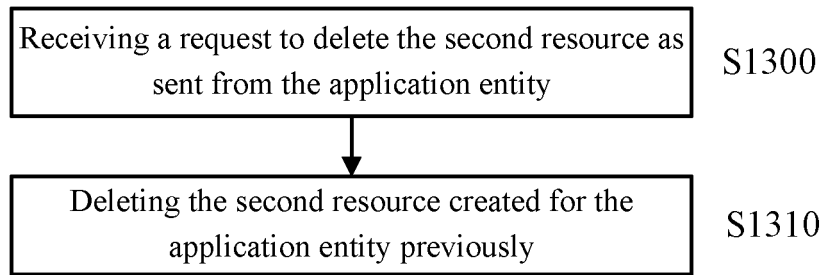 Receiving a request to delete the second resource as
sent from the application entity
S1300
Deleting the second resource created for the
application entity previously
S1310